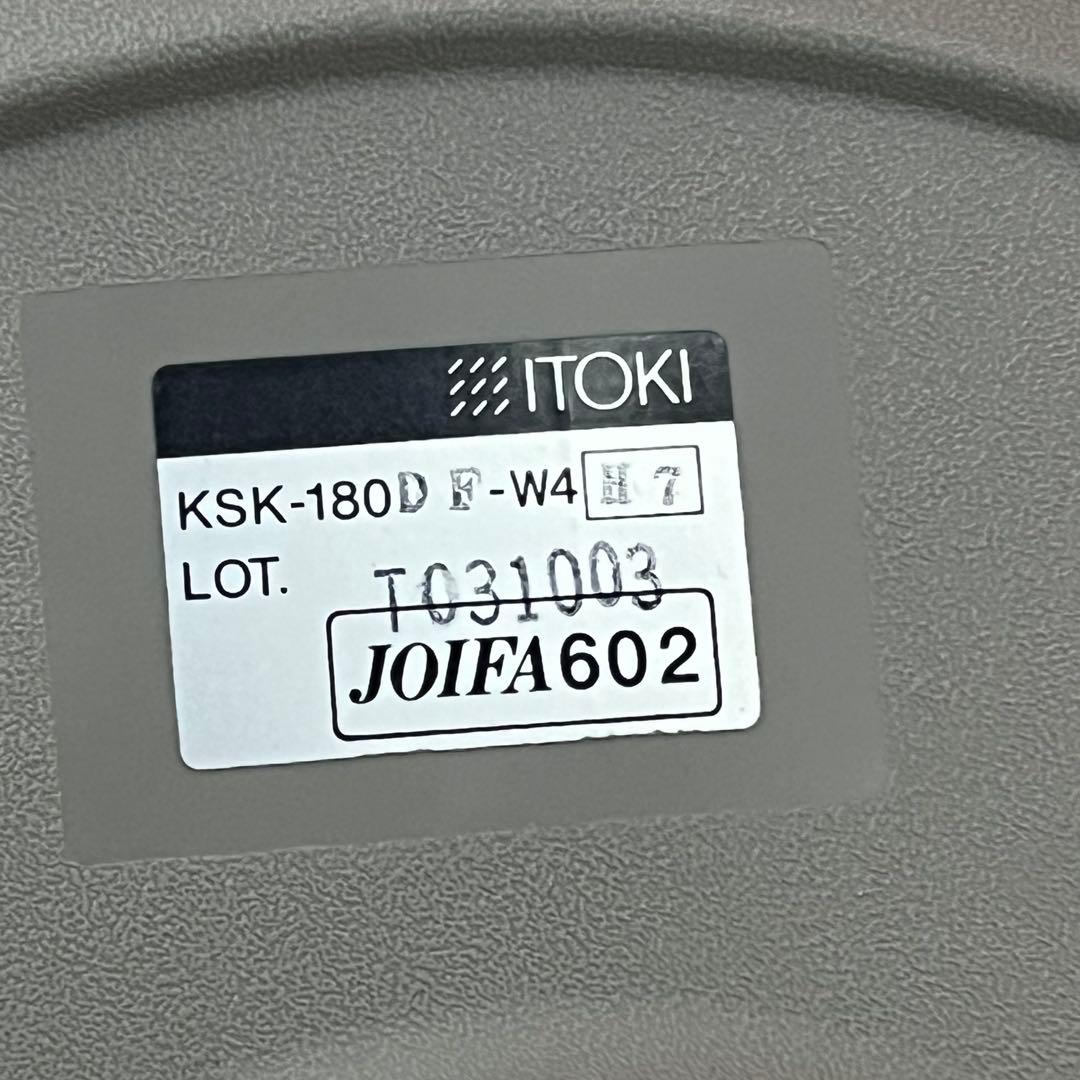 ITOKI
KSK-180DF-W4 H7
LOT. T031003
JOIFA602